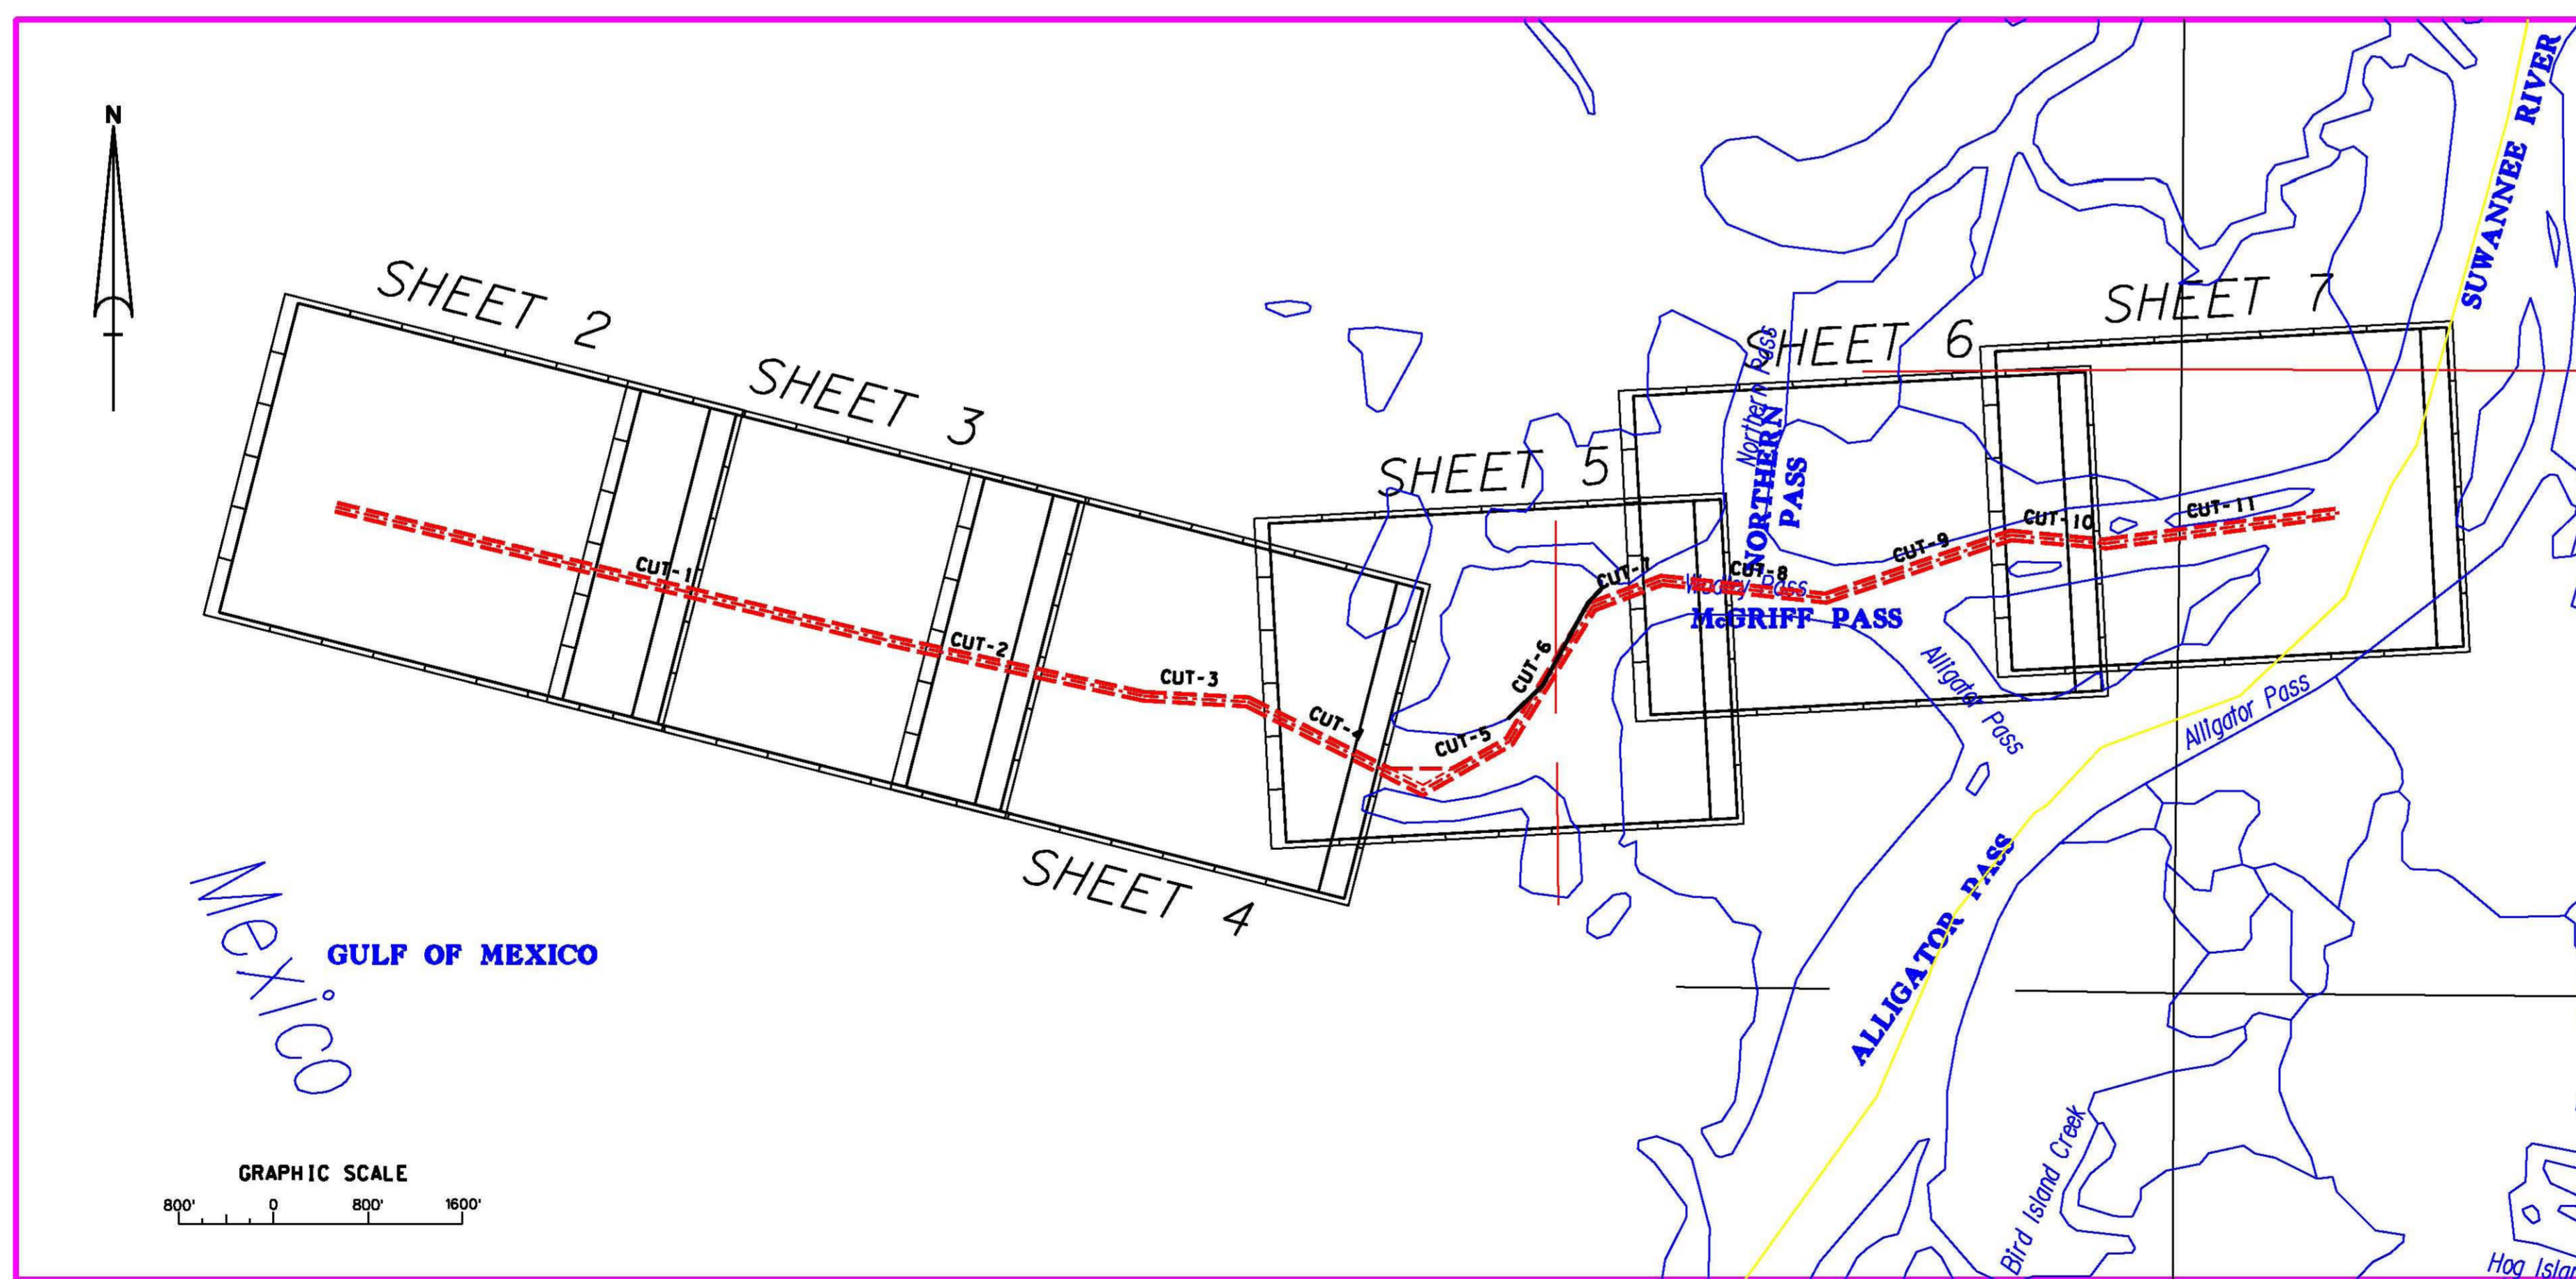 N
SHEET 2
SHEET 3
SHEET 4
SHEET 5
SHEET 6
SHEET 7
CUT-1
CUT-2
CUT-3
CUT-4
CUT-5
CUT-6
CUT-7
CUT-8
CUT-9
CUT-10
CUT-11
Northern Pass
NORTHERN
PASS
Pass
McGRIFF PASS
SUWANNEE RIVER
Alligator Pass
Alligator Pass
ALLIGATOR PASS
Bird Island Creek
Hog
Mexico
GULF OF MEXICO
GRAPHIC SCALE
800' 0 800' 1600'